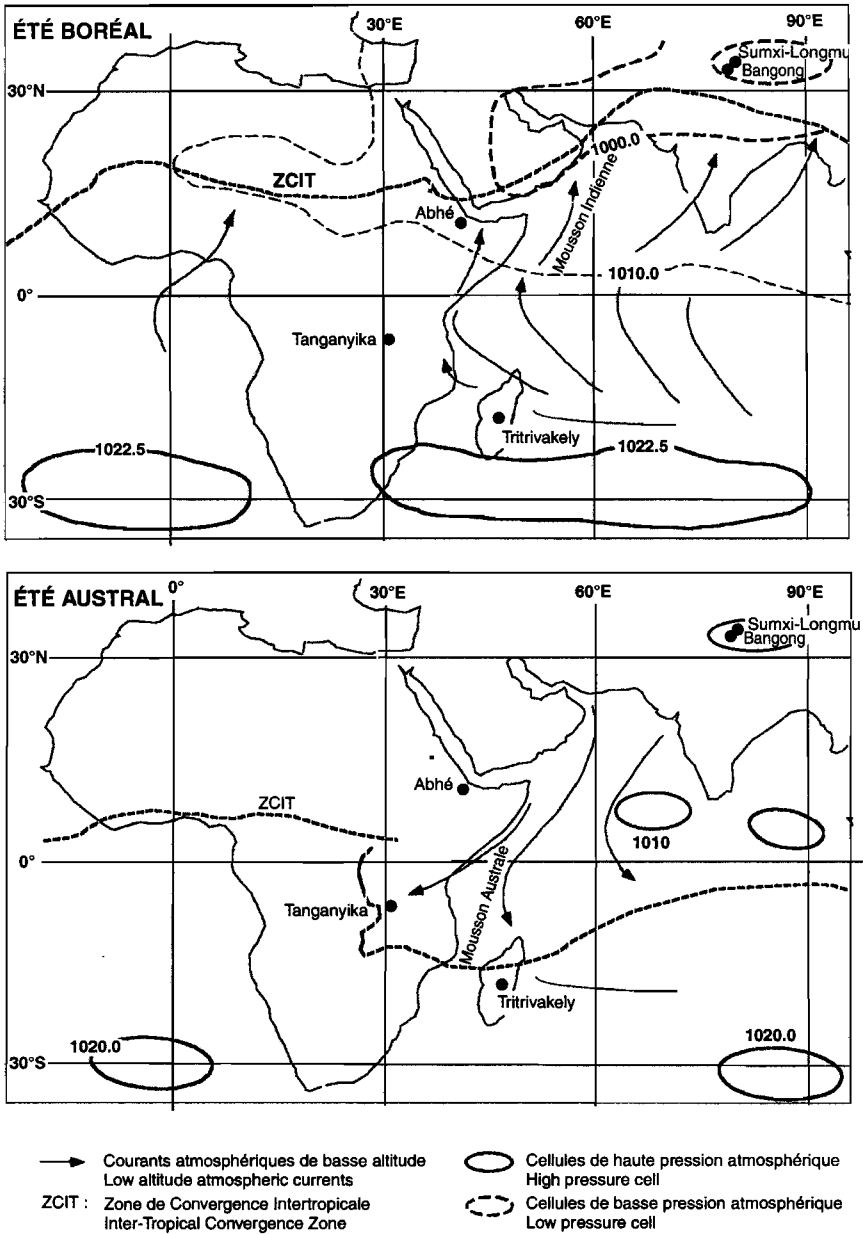 ÉTÉ BORÉAL
30°E
60°E
90°E
Sumxi-Longmu
Bangong
30°N
1000.0
ZCIT
Mousson Indienne
Abhé
1010.0
0°
Tanganyika
Tritrivakely
1022.5
1022.5
30°S
ÉTÉ AUSTRAL
0°
30°E
60°E
90°E
Sumxi-Longmu
Bangong
30°N
Abhé
ZCIT
1010
0°
Mousson Australe
Tanganyika
Tritrivakely
1020.0
1020.0
30°S
Courants atmosphériques de basse altitude
Low altitude atmospheric currents
ZCIT : Zone de Convergence Intertropicale
Inter-Tropical Convergence Zone
Cellules de haute pression atmosphérique
High pressure cell
Cellules de basse pression atmosphérique
Low pressure cell